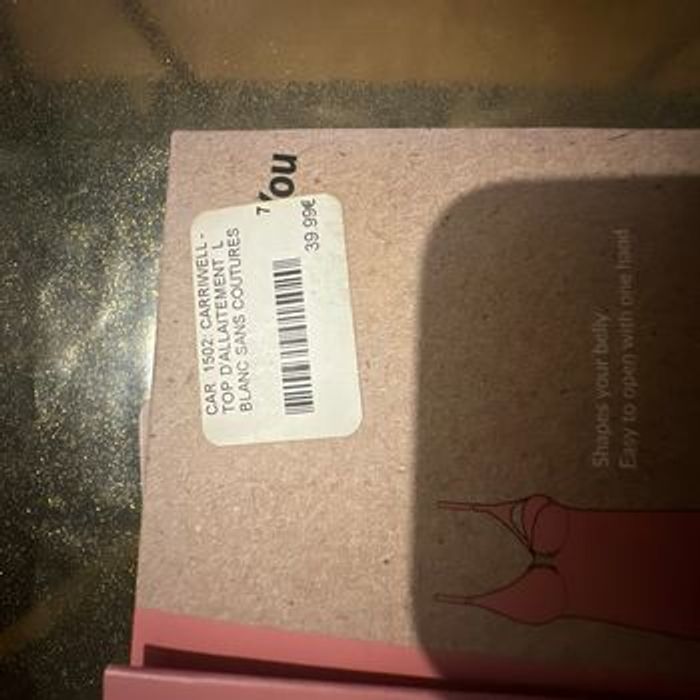 You
CAR 1502: CARRIWELL -
TOP D'ALLAITEMENT L
BLANC SANS COUTURES
7
39.99€
Shapes your belly
Easy to open with one hand